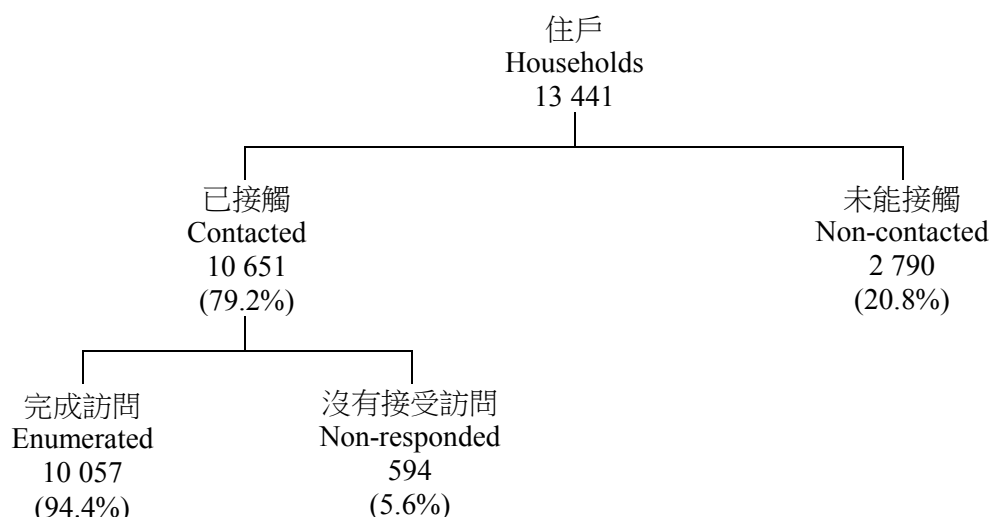 住戶
Households
13 441
已接觸
Contacted
10 651
(79.2%)
未能接觸
Non-contacted
2 790
(20.8%)
完成訪問
Enumerated
10 057
(94.4%)
沒有接受訪問
Non-responded
594
(5.6%)